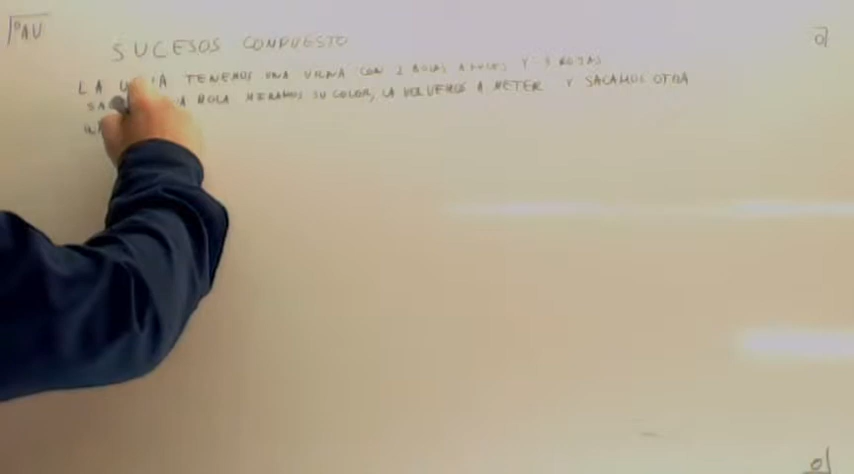 SUCESOS COMPUESTO
LA TENEMOS UNA URNA CON 2 BOLAS AZULES Y 3 ROJAS
BOLA MIRAMOS SU COLOR, LA VOLVEMOS A METER Y SACAMOS OTRA